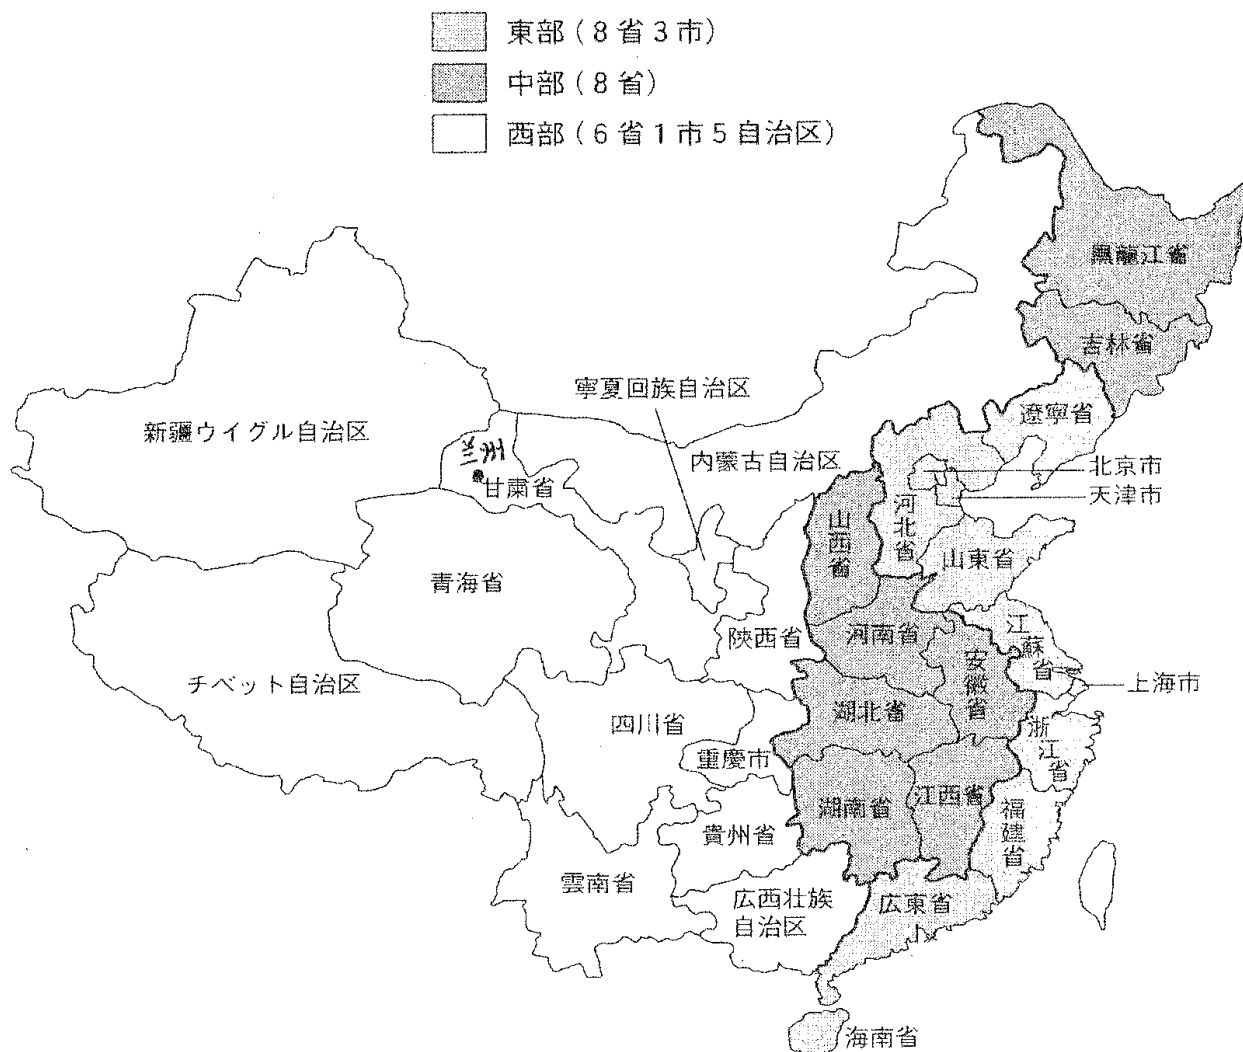 東部(8省3市)
中部(8省)
西部(6省1市5自治区)
黒龍江省
吉林省
遼寧省
寧夏回族自治区
新疆ウイグル自治区
内蒙古自治区
北京市
天津市
甘粛省
河北省
山西省
山東省
青海省
陝西省
河南省
江蘇省
安徽省
上海市
チベット自治区
四川省
湖北省
重慶市
浙江省
湖南省
江西省
福建省
貴州省
雲南省
広西壮族
自治区
広東省
海南省